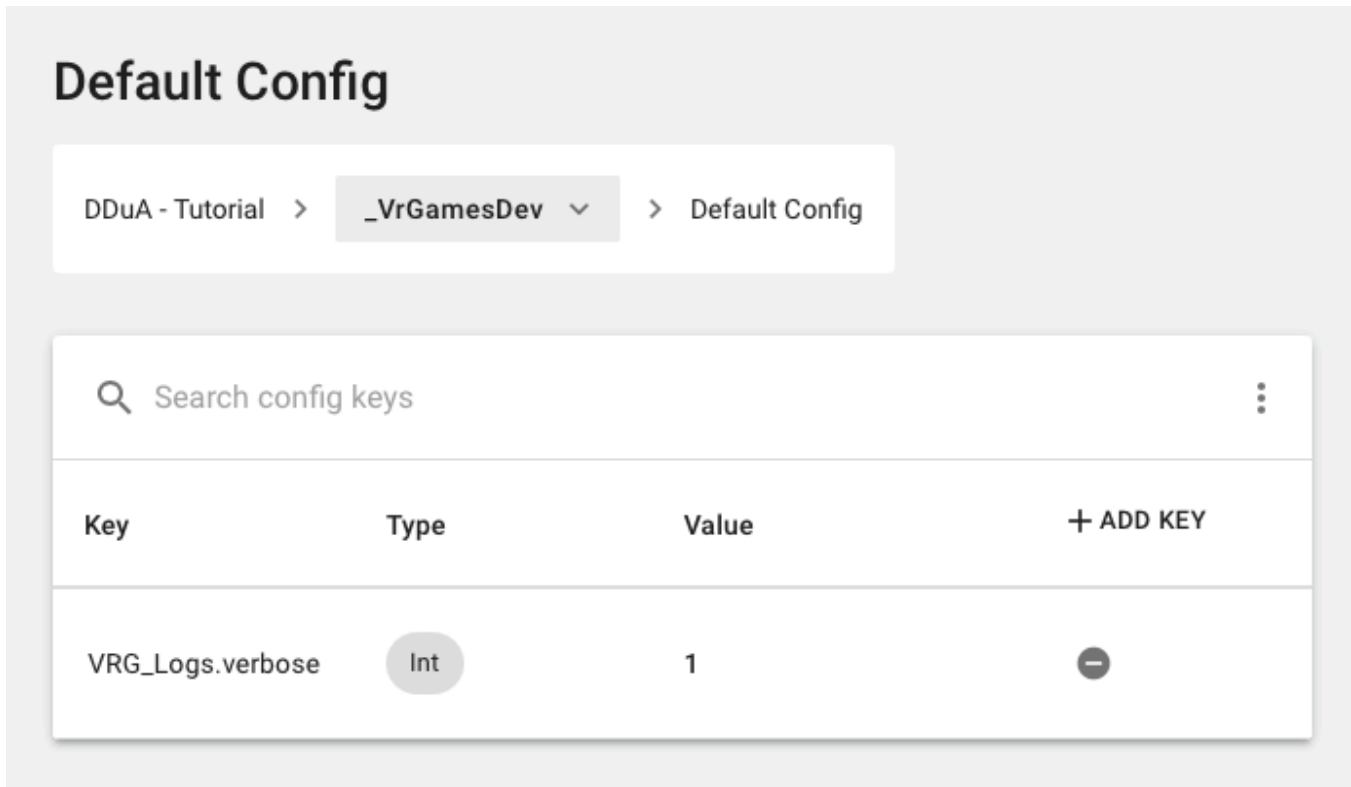 Default Config
DDuA - Tutorial > _VrGamesDev > Default Config
Search config keys
Key Type Value + ADD KEY
VRG_Logs.verbose Int 1